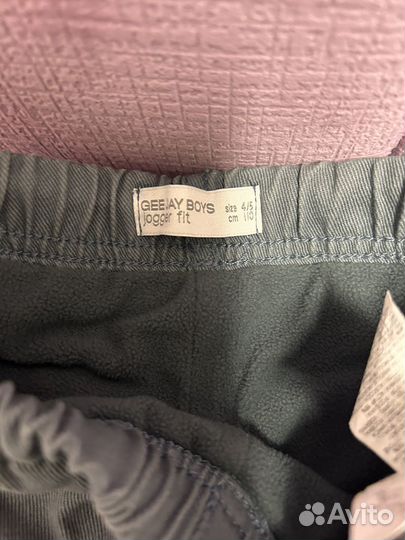 GEEJAY BOYS size 4/5
jogger fit cm 110
Avito